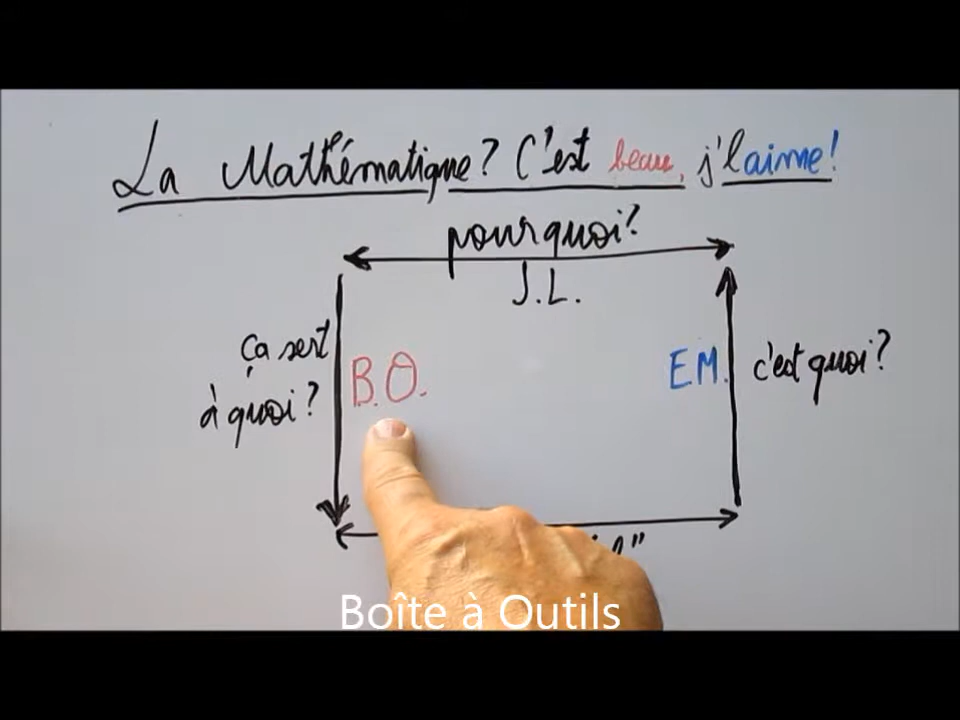 La Mathématique? C'est beau, j'l'aime!
pourquoi?
J.L.
Ça sert
à quoi?
B.O.
E.M.
c'est quoi?
Boîte à Outils